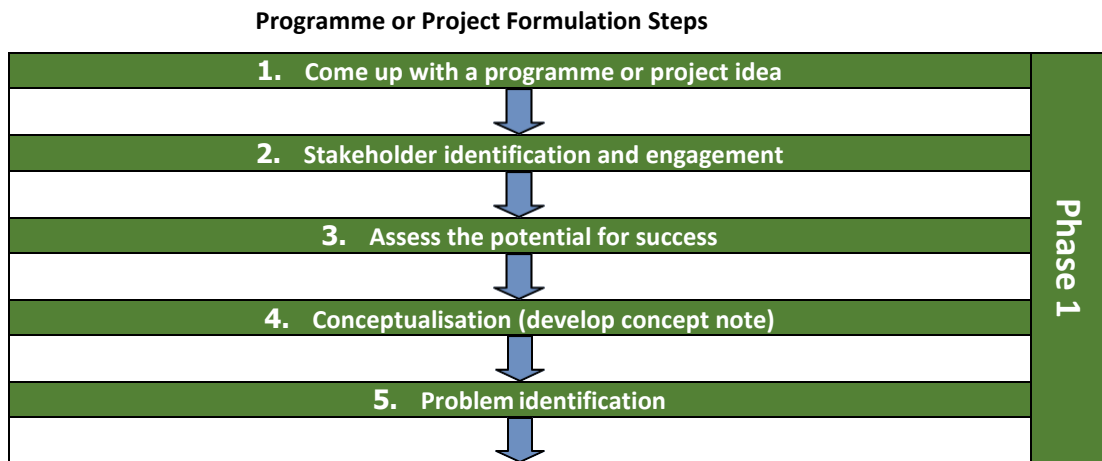 Programme or Project Formulation Steps
1. Come up with a programme or project idea
2. Stakeholder identification and engagement
3. Assess the potential for success
4. Conceptualisation (develop concept note)
5. Problem identification
Phase 1